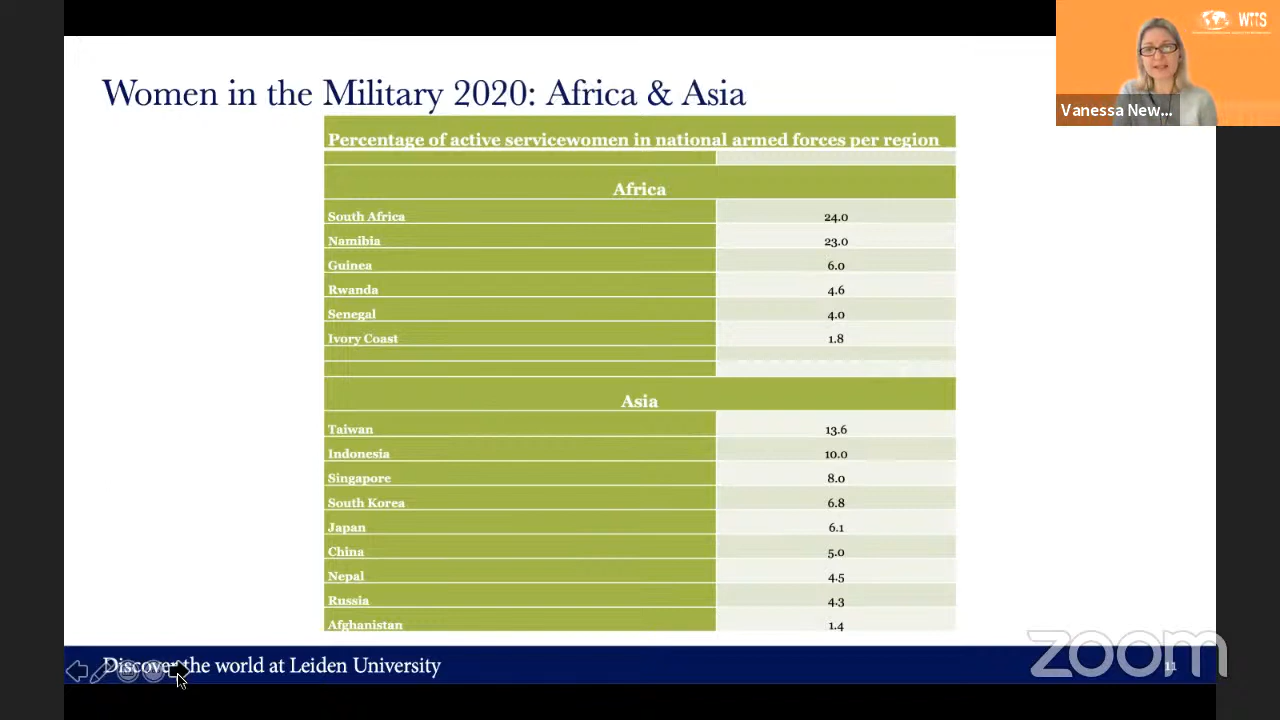 Women in the Military 2020: Africa & Asia
WIIS
Vanessa New...
Percentage of active servicewomen in national armed forces per region
Africa
South Africa 24.0
Namibia 23.0
Guinea 6.0
Rwanda 4.6
Senegal 4.0
Ivory Coast 1.8
Asia
Taiwan 13.6
Indonesia 10.0
Singapore 8.0
South Korea 6.8
Japan 6.1
China 5.0
Nepal 4.5
Russia 4.3
Afghanistan 1.4
Discover the world at Leiden University
11
zoom